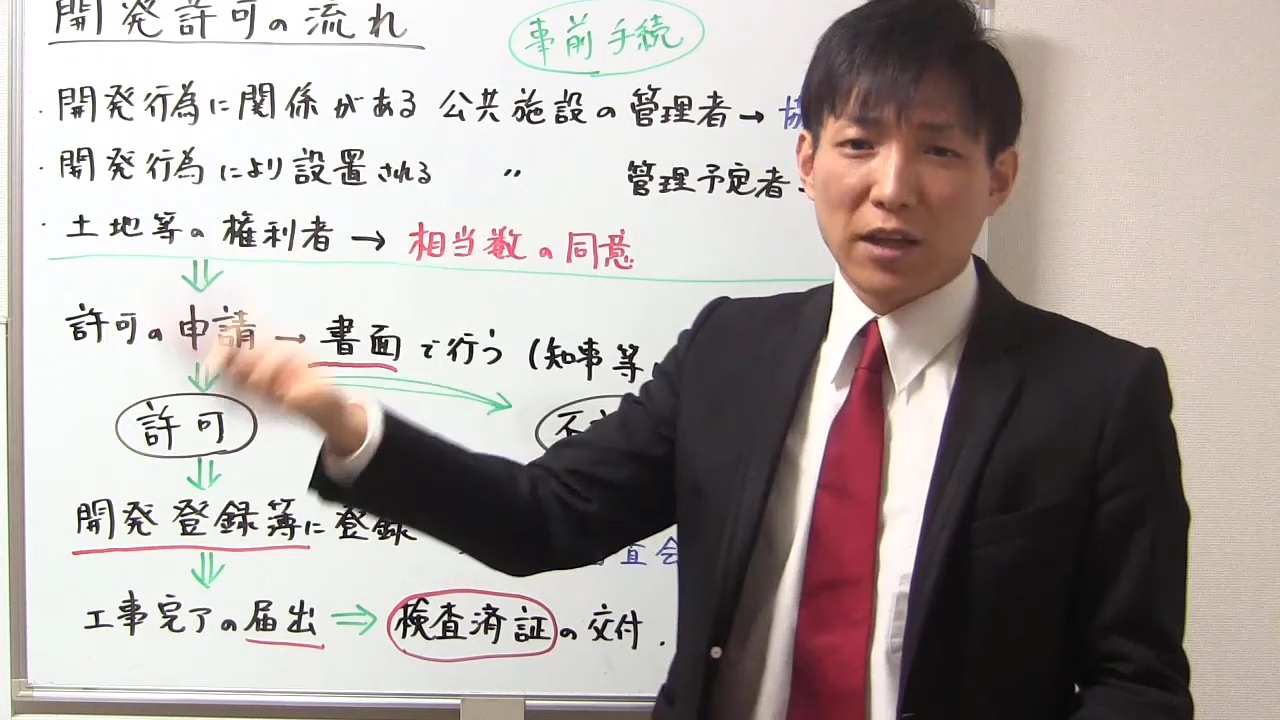 開発許可の流れ
事前手続
・開発行為に関係がある 公共施設の管理者→協
・開発行為により設置される 〃 管理予定者
・土地等の権利者→相当数の同意
許可の申請→書面で行う(知事等
許可
不
開発登録簿に登録
査会
工事完了の届出⇒検査済証の交付.